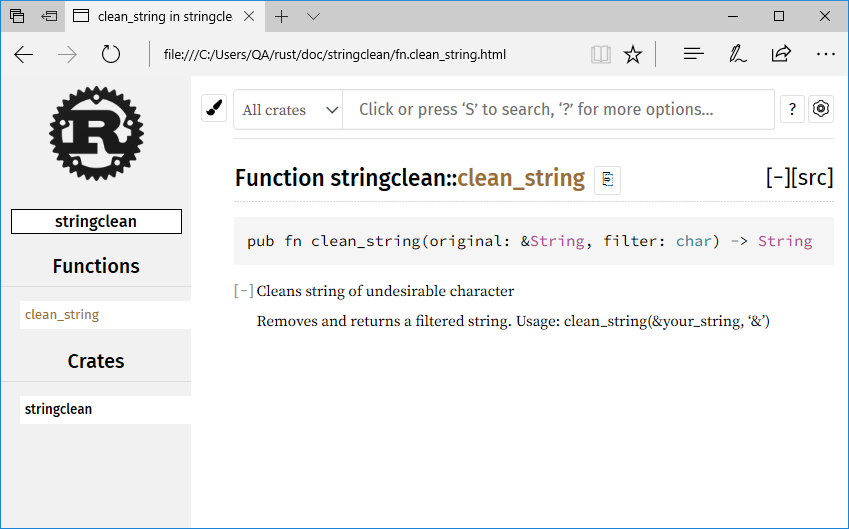 clean_string in stringcle
file:///C:/Users/QA/rust/doc/stringclean/fn.clean_string.html
R
All crates
Click or press ‘S’ to search, ‘?’ for more options…
?
stringclean
Functions
clean_string
Crates
stringclean
Function stringclean::clean_string
[-][src]
pub fn clean_string(original: &String, filter: char) -> String
[-] Cleans string of undesirable character
Removes and returns a filtered string. Usage: clean_string(&your_string, ‘&’)